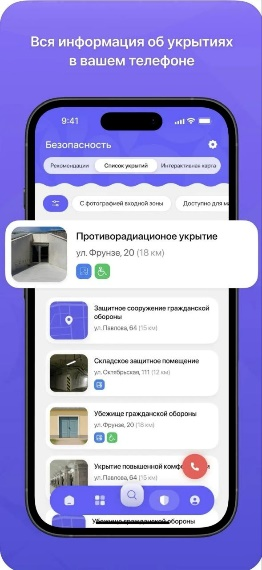 Вся информация об укрытиях
в вашем телефоне
9:41
Безопасность
Рекомендации Список укрытий Интерактивная карта
С фотографией входной зоны Доступно для м
Противорадиационое укрытие
ул. Фрунзе, 20 (18 км)
Защитное сооружение гражданской
обороны
ул.Павлова, 64 (15 км)
Складское защитное помещение
ул. Октябрьская, 111 (12 км)
Убежище гражданской обороны
ул. Фрунзе, 20 (18 км)
Укрытие повышенной комф
ул.Павлова, 64 (15 км)
Убежище гражданской обороны